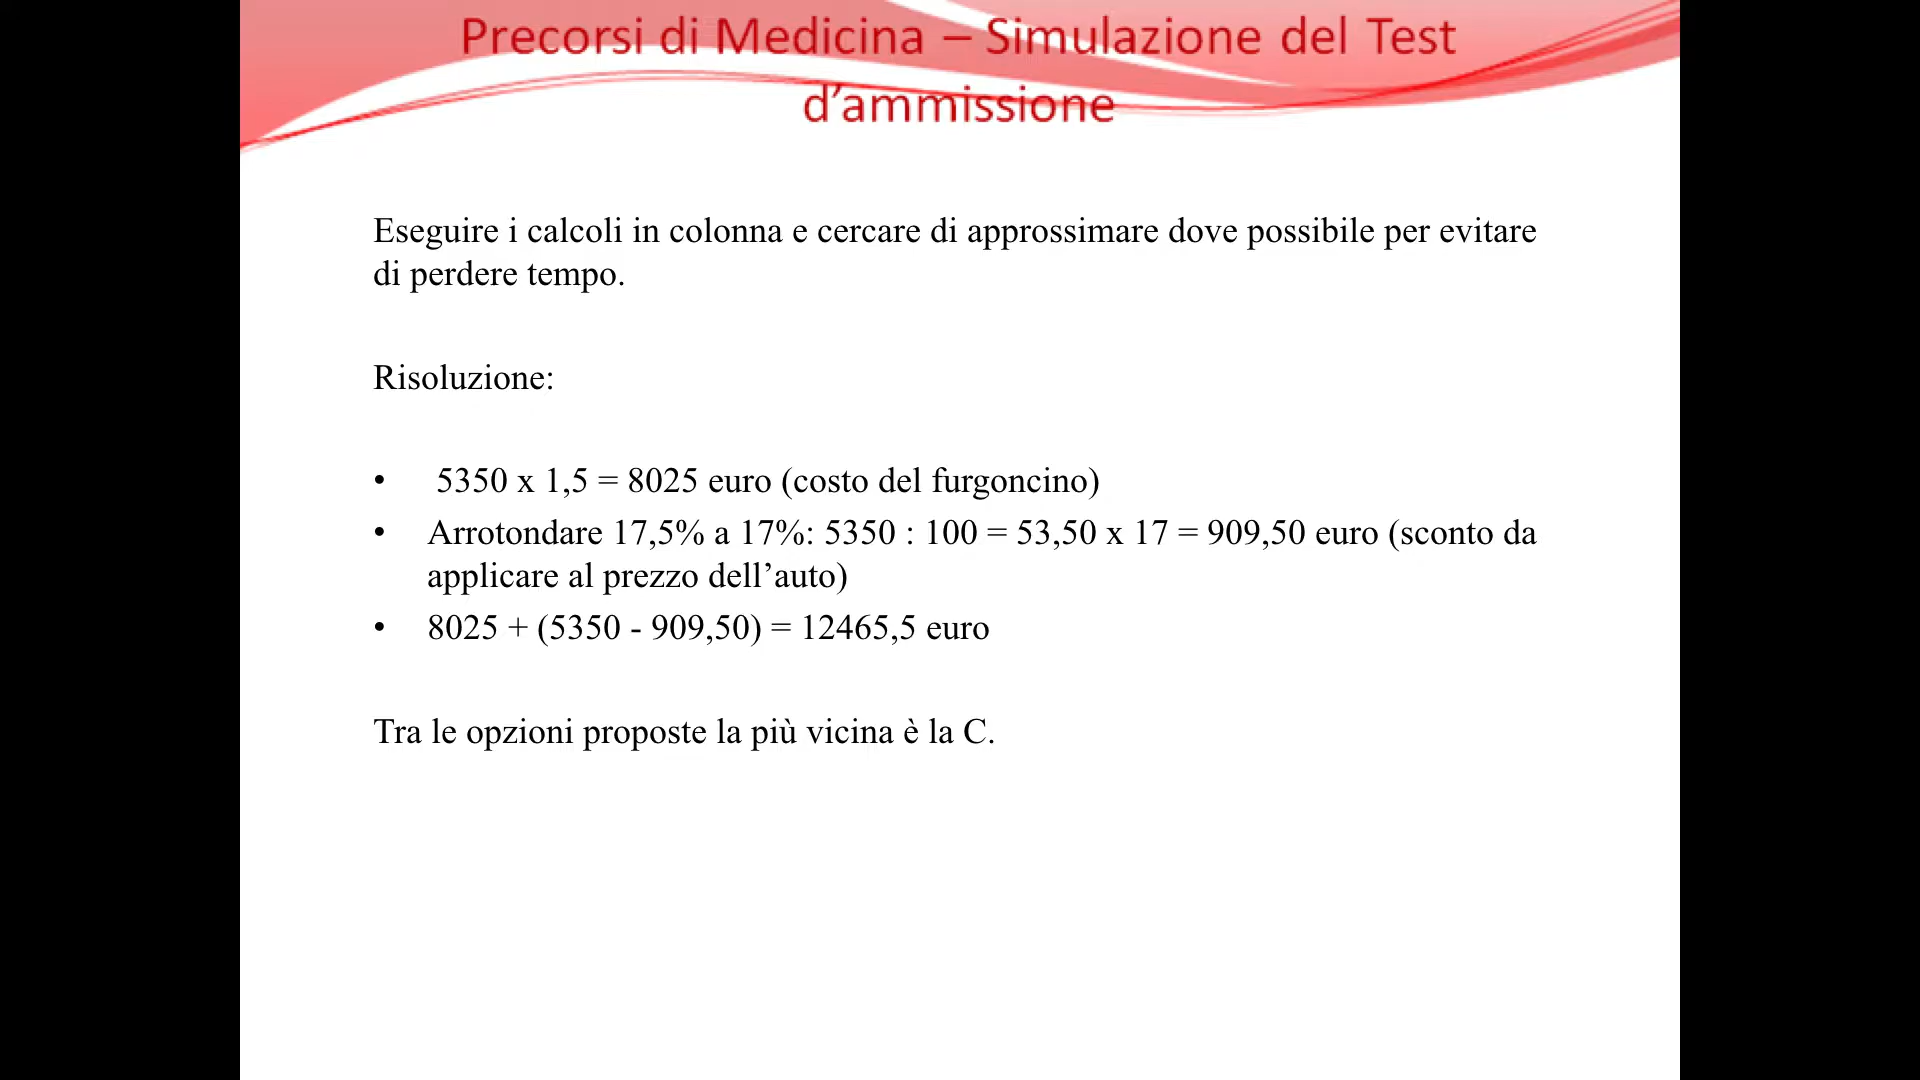 Precorsi di Medicina – Simulazione del Test
d’ammissione
Eseguire i calcoli in colonna e cercare di approssimare dove possibile per evitare
di perdere tempo.
Risoluzione:
• 5350 x 1,5 = 8025 euro (costo del furgoncino)
• Arrotondare 17,5% a 17%: 5350 : 100 = 53,50 x 17 = 909,50 euro (sconto da
applicare al prezzo dell’auto)
• 8025 + (5350 - 909,50) = 12465,5 euro
Tra le opzioni proposte la più vicina è la C.